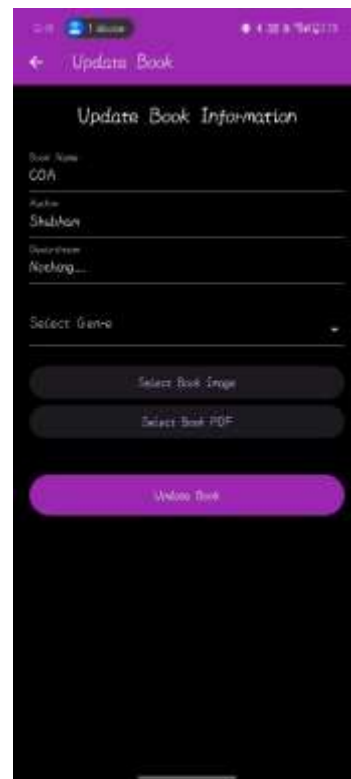 Update Book
Update Book Information
Book Name
COA
Author
Shubham
Description
Nothing...
Select Genre
Select Book Image
Select Book PDF
Update Book